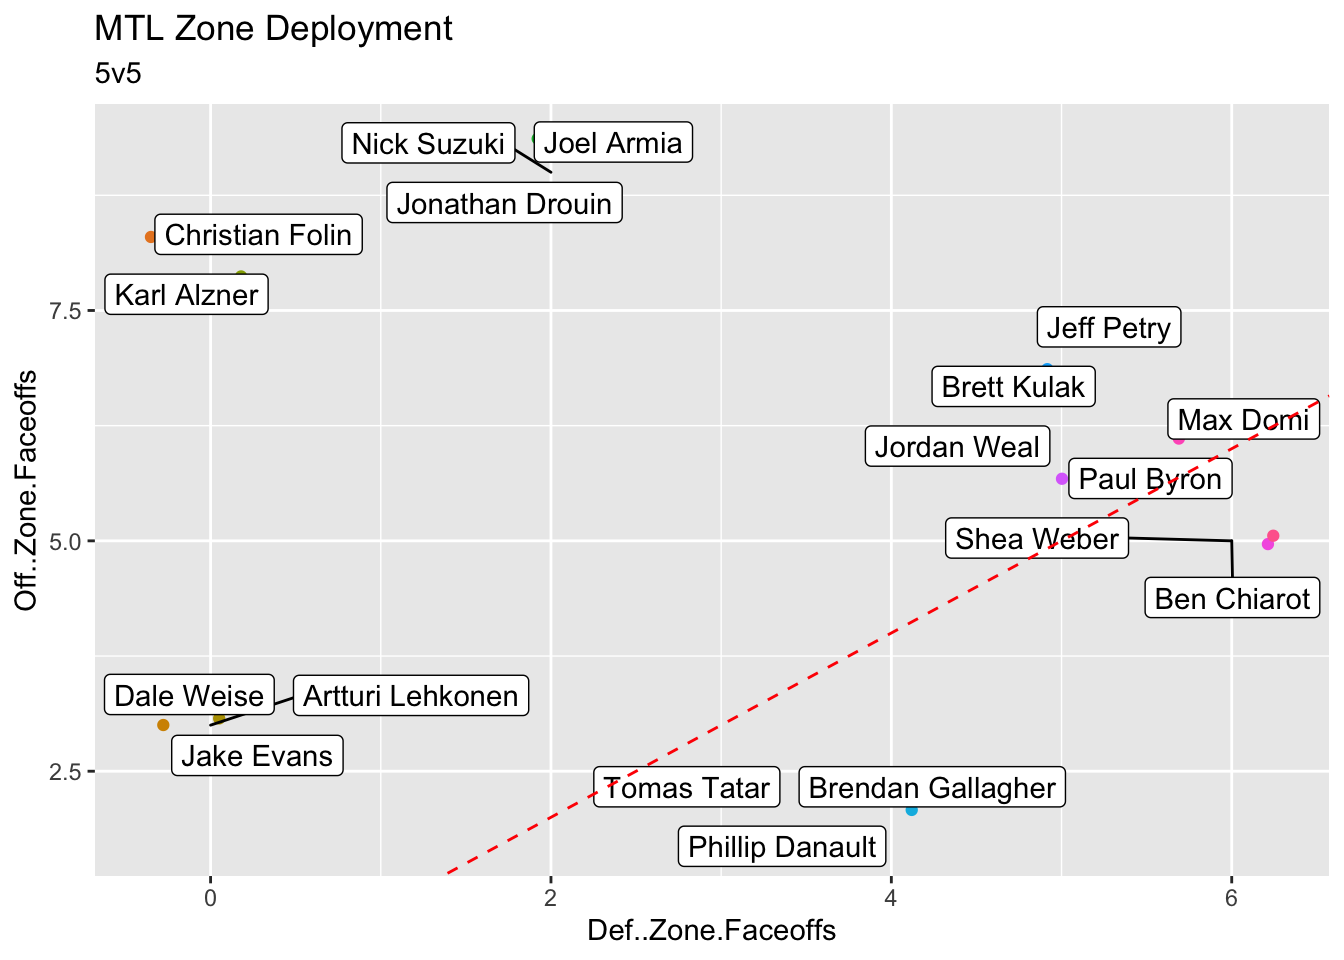 MTL Zone Deployment
5v5
Nick Suzuki
Joel Armia
Jonathan Drouin
Christian Folin
Karl Alzner
7.5
Jeff Petry
Brett Kulak
Max Domi
Jordan Weal
Paul Byron
Shea Weber
5.0
Ben Chiarot
Off..Zone.Faceoffs
Dale Weise
Artturi Lehkonen
Jake Evans
2.5
Tomas Tatar
Brendan Gallagher
Phillip Danault
0 2 4 6
Def..Zone.Faceoffs